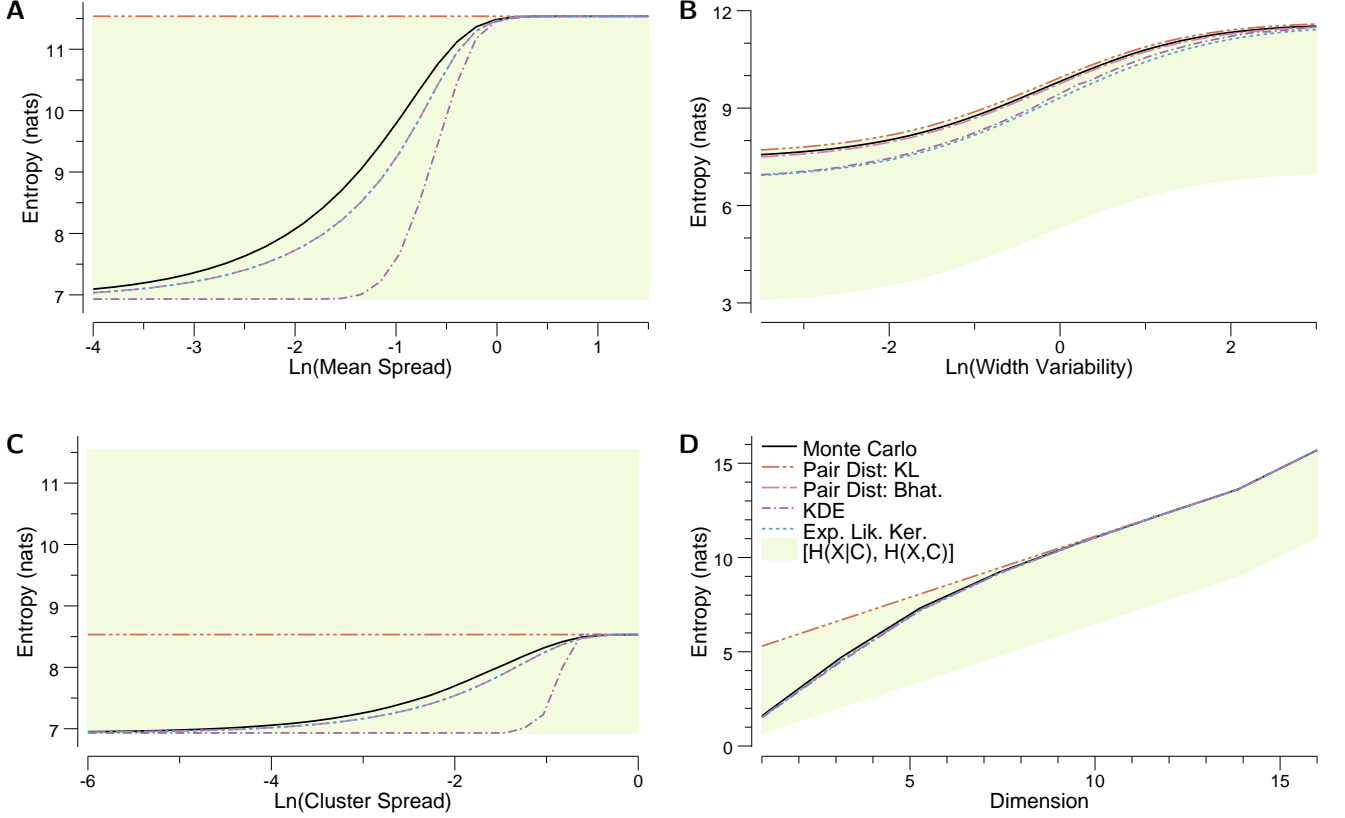 A
11
10
9
8
7
Entropy (nats)
-4
-3
-2
-1
0
1
Ln(Mean Spread)
B
12
9
6
3
Entropy (nats)
-2
0
2
Ln(Width Variability)
C
11
10
9
8
7
Entropy (nats)
-6
-4
-2
0
Ln(Cluster Spread)
D
15
10
5
0
Entropy (nats)
Monte Carlo
Pair Dist: KL
Pair Dist: Bhat.
KDE
Exp. Lik. Ker.
[H(X|C), H(X,C)]
5
10
15
Dimension